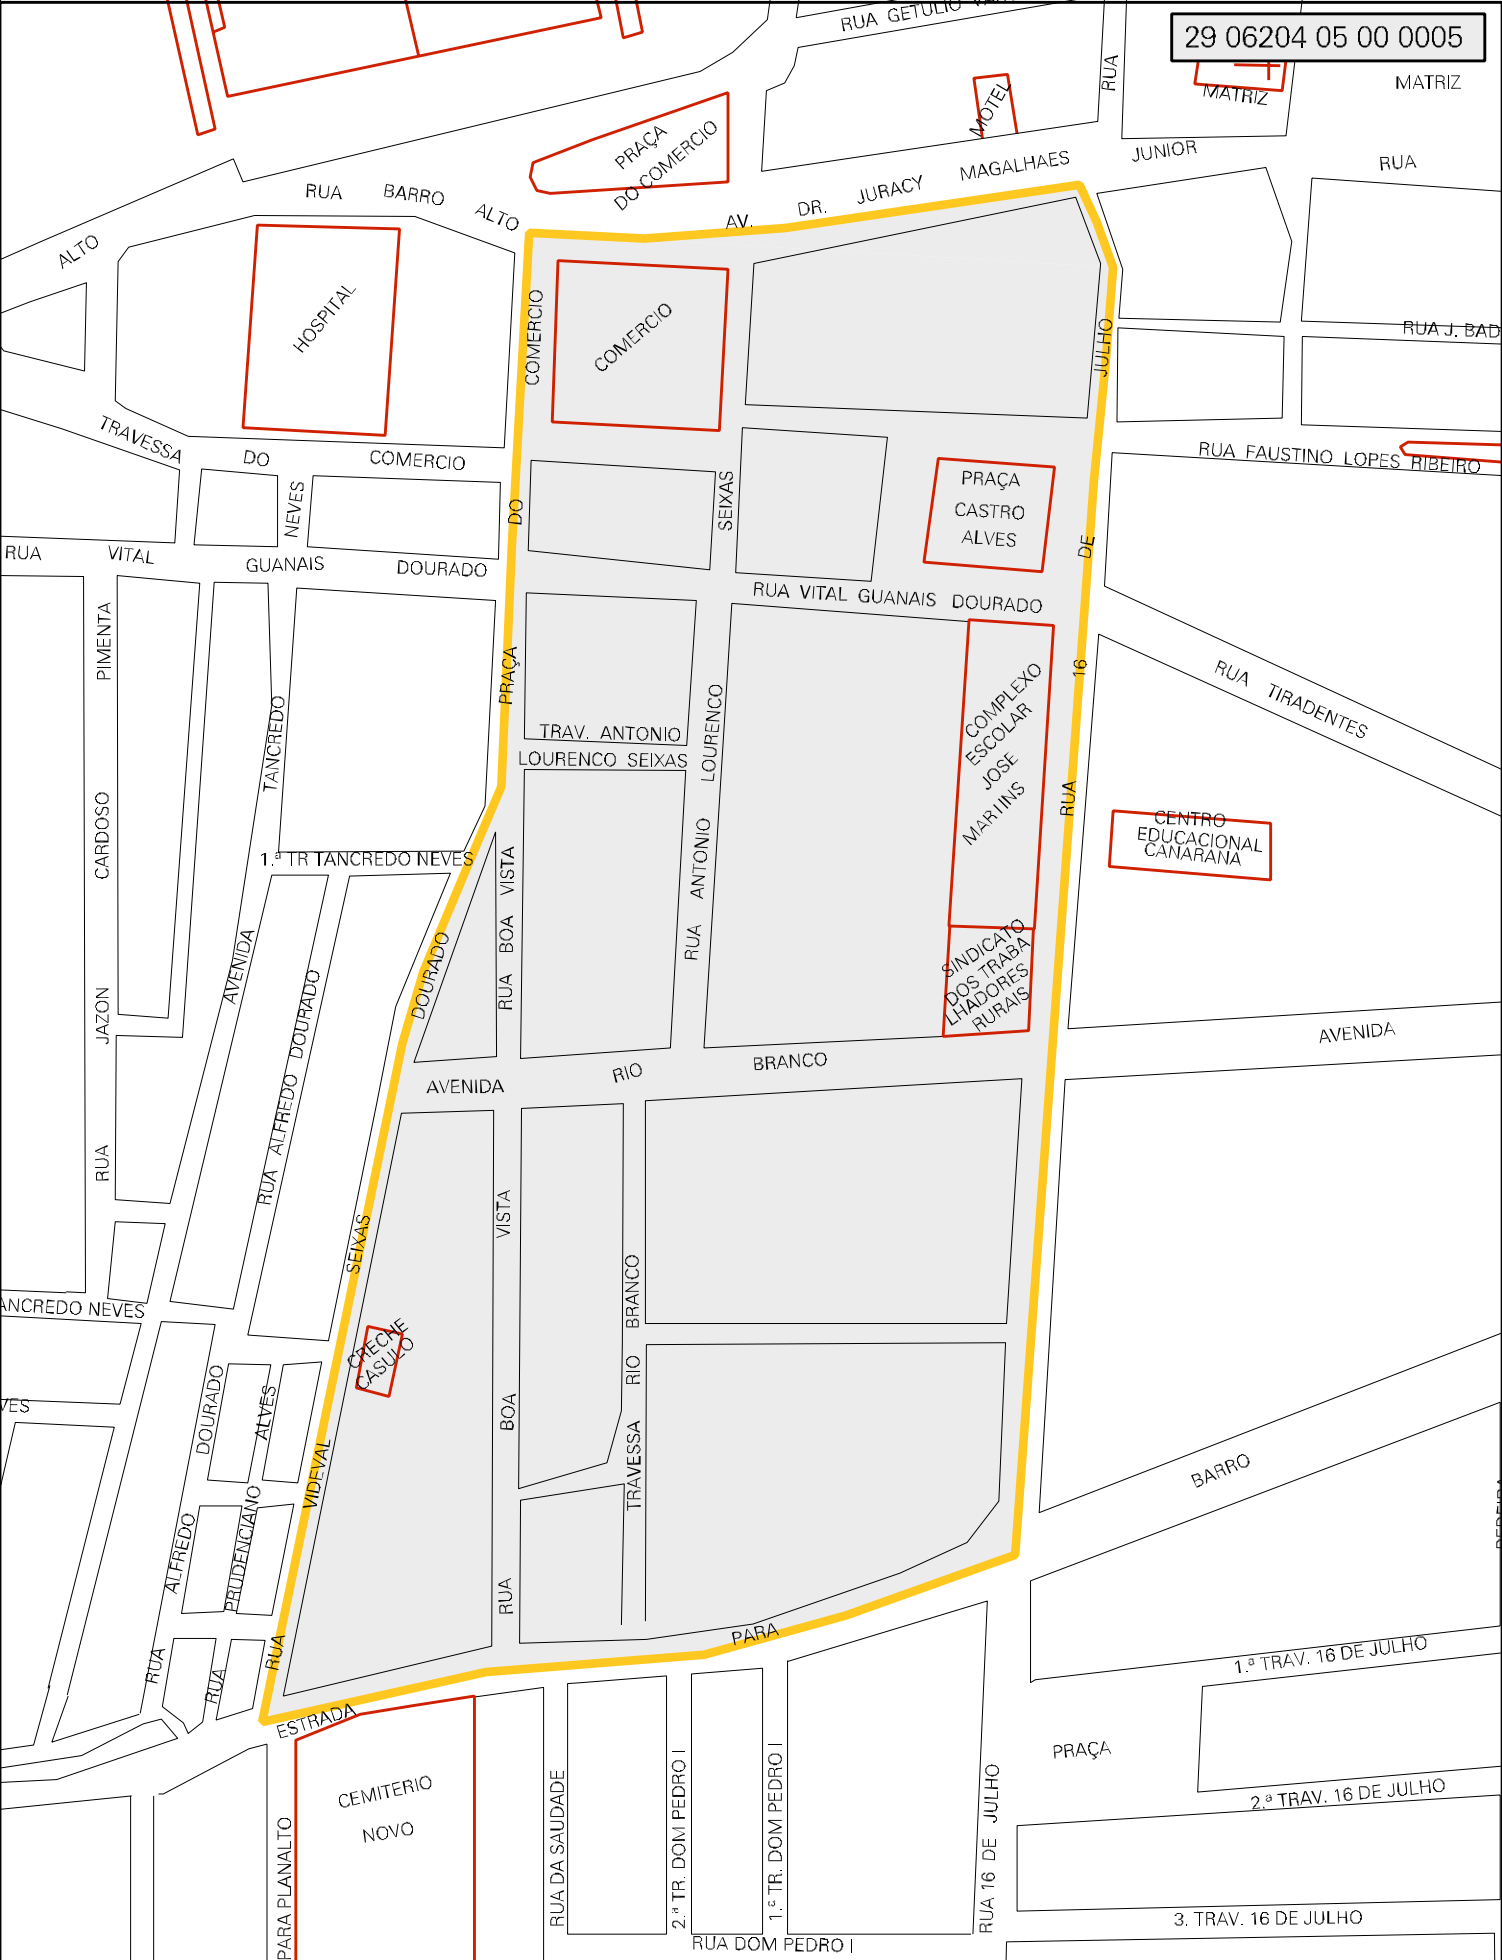 RUA GETULIO
29 06204 05 00 0005
RUA
MATRIZ
MATRIZ
MOTEL
PRAÇA
DO COMERCIO
JUNIOR
RUA
RUA BARRO ALTO
AV. DR. JURACY MAGALHAES
ALTO
HOSPITAL
COMERCIO
COMERCIO
JULHO
RUA J. BAD
TRAVESSA DO COMERCIO
RUA FAUSTINO LOPES RIBEIRO
NEVES
DO
SEIXAS
PRAÇA
CASTRO
ALVES
DE
RUA VITAL GUANAIS DOURADO
RUA VITAL GUANAIS DOURADO
PIMENTA
PRAÇA
16
RUA TIRADENTES
TANCREDO
TRAV. ANTONIO
LOURENCO SEIXAS
LOURENCO
COMPLEXO
ESCOLAR
JOSE
MARTINS
RUA
CARDOSO
1.ª TR TANCREDO NEVES
RUA BOA VISTA
RUA ANTONIO
CENTRO
EDUCACIONAL
CANARANA
AVENIDA
DOURADO
SINDICATO
DOS TRABA
LHADORES
RURAIS
JAZON
RUA ALFREDO DOURADO
AVENIDA RIO BRANCO
AVENIDA
RUA
SEIXAS
VISTA
BRANCO
ANCREDO NEVES
CRECHE
CASULO
RIO
VES
DOURADO
ALVES
BOA
TRAVESSA
VIDEVAL
BARRO
ALFREDO
PRUDENCIANO
RUA
RUA
RUA
RUA
PARA
1.ª TRAV. 16 DE JULHO
ESTRADA
PRAÇA
CEMITERIO
NOVO
2.ª TRAV. 16 DE JULHO
PARA PLANALTO
RUA DA SAUDADE
2.ª TR. DOM PEDRO I
1.ª TR. DOM PEDRO I
RUA 16 DE JULHO
3. TRAV. 16 DE JULHO
RUA DOM PEDRO I